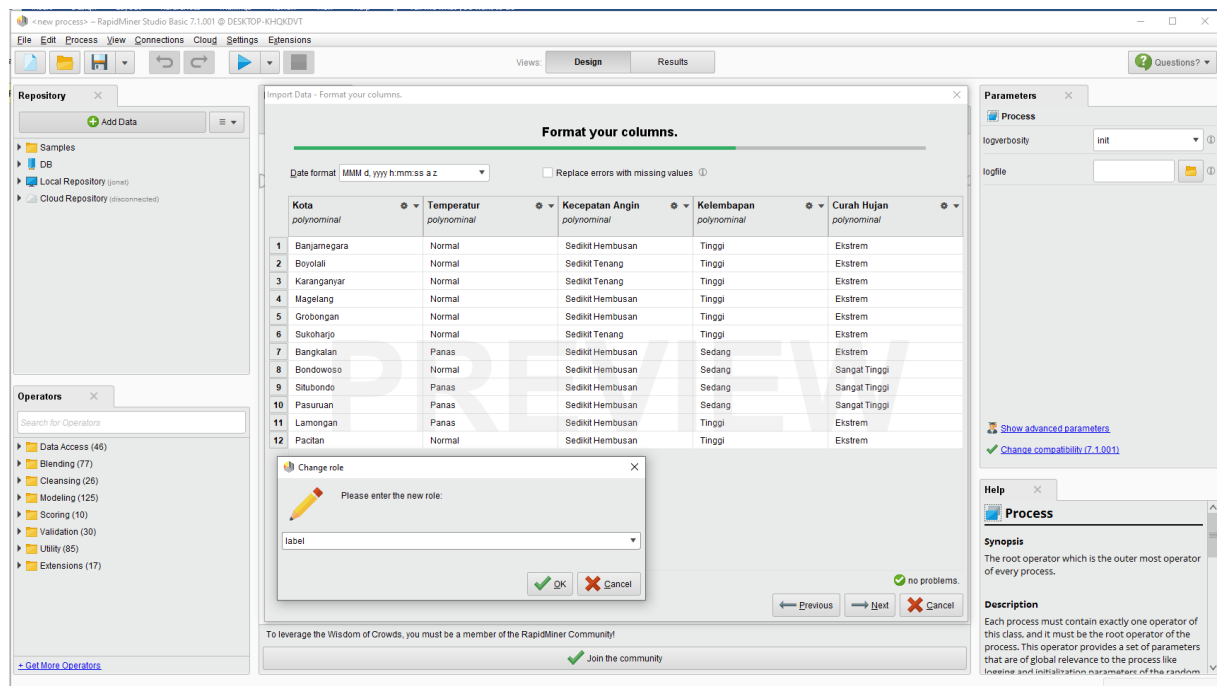 <new process> – RapidMiner Studio Basic 7.1.001 @ DESKTOP-KHQKDVT
File Edit Process View Connections Cloud Settings Extensions
Views: Design Results Questions?
Repository
Add Data
Samples
DB
Local Repository (jonat)
Cloud Repository (disconnected)
Operators
Search for Operators
Data Access (46)
Blending (77)
Cleansing (26)
Modeling (125)
Scoring (10)
Validation (30)
Utility (85)
Extensions (17)
+ Get More Operators
Import Data - Format your columns.
Format your columns.
Date format MMM d, yyyy h:mm:ss a z Replace errors with missing values
Kota Temperatur Kecepatan Angin Kelembapan Curah Hujan
polynominal polynominal polynominal polynominal polynominal
1 Banjarnegara Normal Sedikit Hembusan Tinggi Ekstrem
2 Boyolali Normal Sedikit Tenang Tinggi Ekstrem
3 Karanganyar Normal Sedikit Tenang Tinggi Ekstrem
4 Magelang Normal Sedikit Hembusan Tinggi Ekstrem
5 Grobongan Normal Sedikit Hembusan Tinggi Ekstrem
6 Sukoharjo Normal Sedikit Tenang Tinggi Ekstrem
7 Bangkalan Panas Sedikit Hembusan Sedang Ekstrem
8 Bondowoso Normal Sedikit Hembusan Sedang Sangat Tinggi
9 Situbondo Panas Sedikit Hembusan Sedang Sangat Tinggi
10 Pasuruan Panas Sedikit Hembusan Sedang Sangat Tinggi
11 Lamongan Panas Sedikit Hembusan Tinggi Ekstrem
12 Pacitan Normal Sedikit Hembusan Tinggi Ekstrem
PREVIEW
Change role
Please enter the new role:
label
OK Cancel
no problems.
Previous Next Cancel
To leverage the Wisdom of Crowds, you must be a member of the RapidMiner Community!
Join the community
Parameters
Process
logverbosity init
logfile
Show advanced parameters
Change compatibility (7.1.001)
Help
Process
Synopsis
The root operator which is the outer most operator
of every process.
Description
Each process must contain exactly one operator of
this class, and it must be the root operator of the
process. This operator provides a set of parameters
that are of global relevance to the process like
logging and initialization parameters of the random